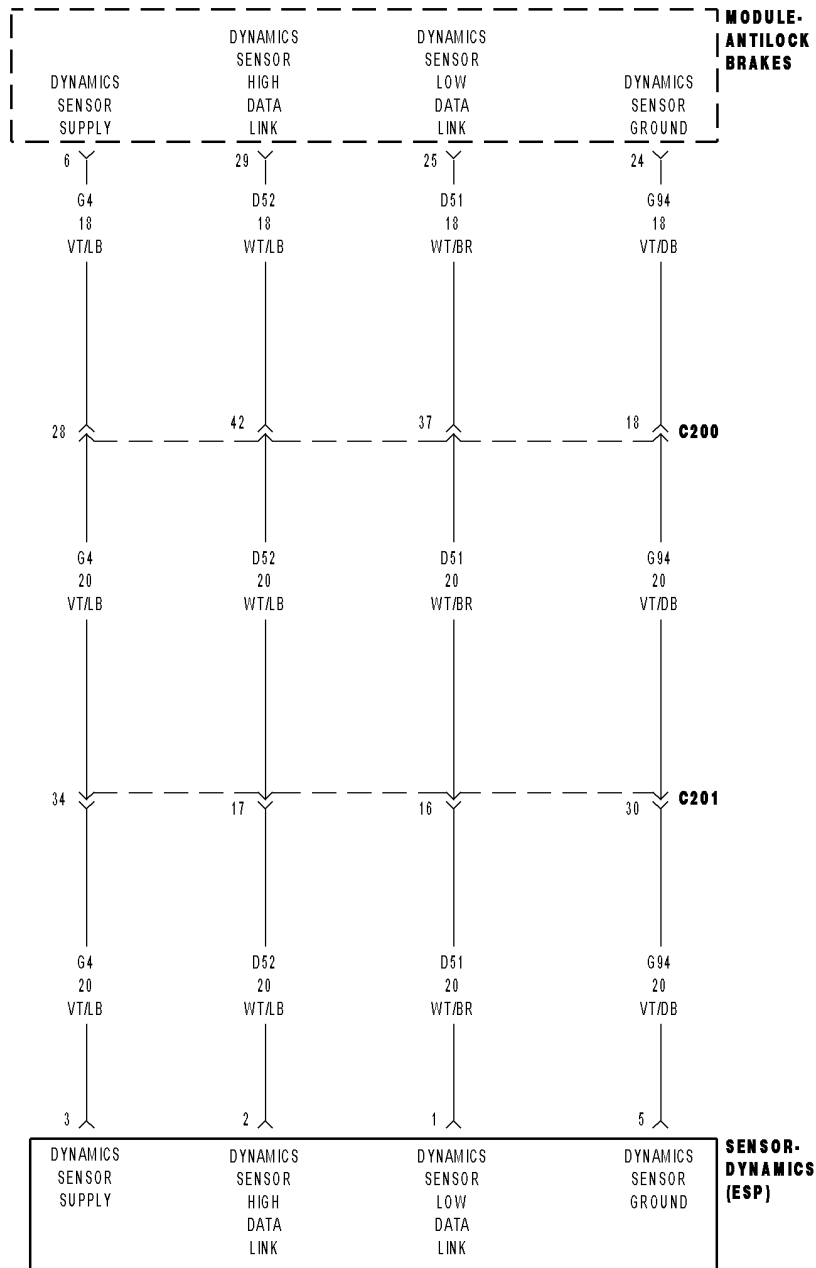 MODULE-
ANTILOCK
BRAKES
DYNAMICS
SENSOR
SUPPLY
DYNAMICS
SENSOR
HIGH
DATA
LINK
DYNAMICS
SENSOR
LOW
DATA
LINK
DYNAMICS
SENSOR
GROUND
6 29 25 24
G4 D52 D51 G94
18 18 18 18
VT/LB WT/LB WT/BR VT/DB
28 42 37 18 C200
G4 D52 D51 G94
20 20 20 20
VT/LB WT/LB WT/BR VT/DB
34 17 16 30 C201
G4 D52 D51 G94
20 20 20 20
VT/LB WT/LB WT/BR VT/DB
3 2 1 5
DYNAMICS
SENSOR
SUPPLY
DYNAMICS
SENSOR
HIGH
DATA
LINK
DYNAMICS
SENSOR
LOW
DATA
LINK
DYNAMICS
SENSOR
GROUND
SENSOR-
DYNAMICS
(ESP)